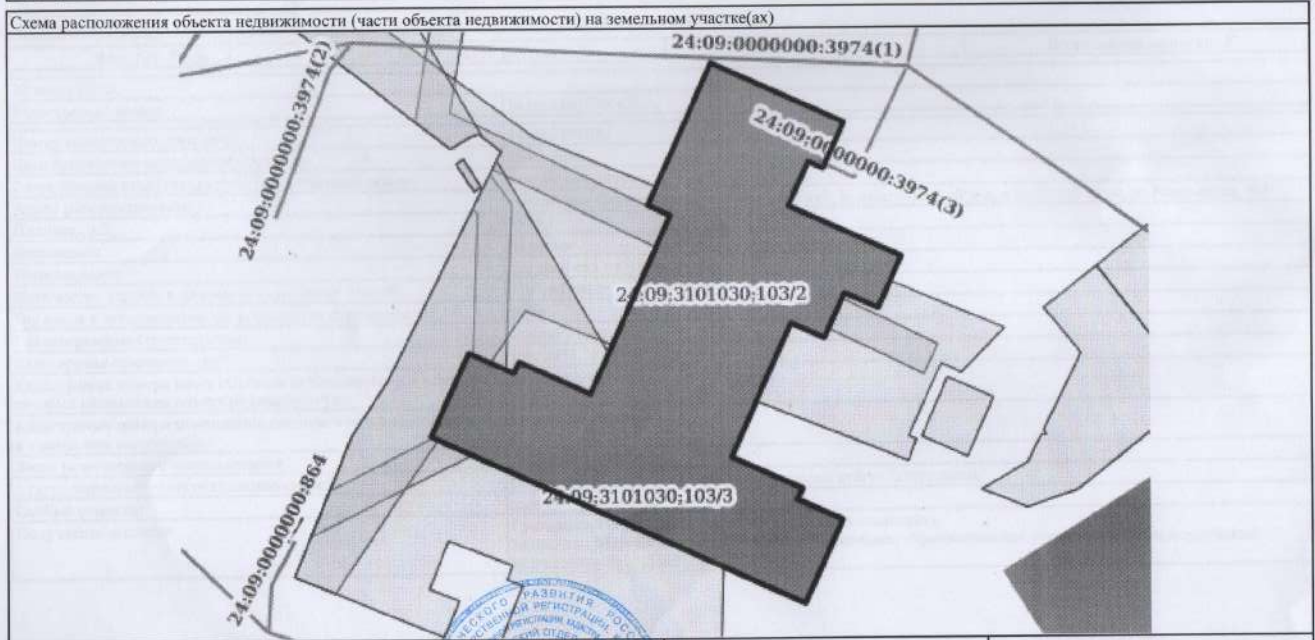 Схема расположения объекта недвижимости (части объекта недвижимости) на земельном участке(ах)
24:09:0000000:3974(1)
24:09:0000000:3974(2)
24:09:0000000:3974(3)
24:09:3101030:103/2
24:09:3101030:103/3
24:09:0000000:864
РАЗВИТИЯ
РЕГИСТРАЦИИ,